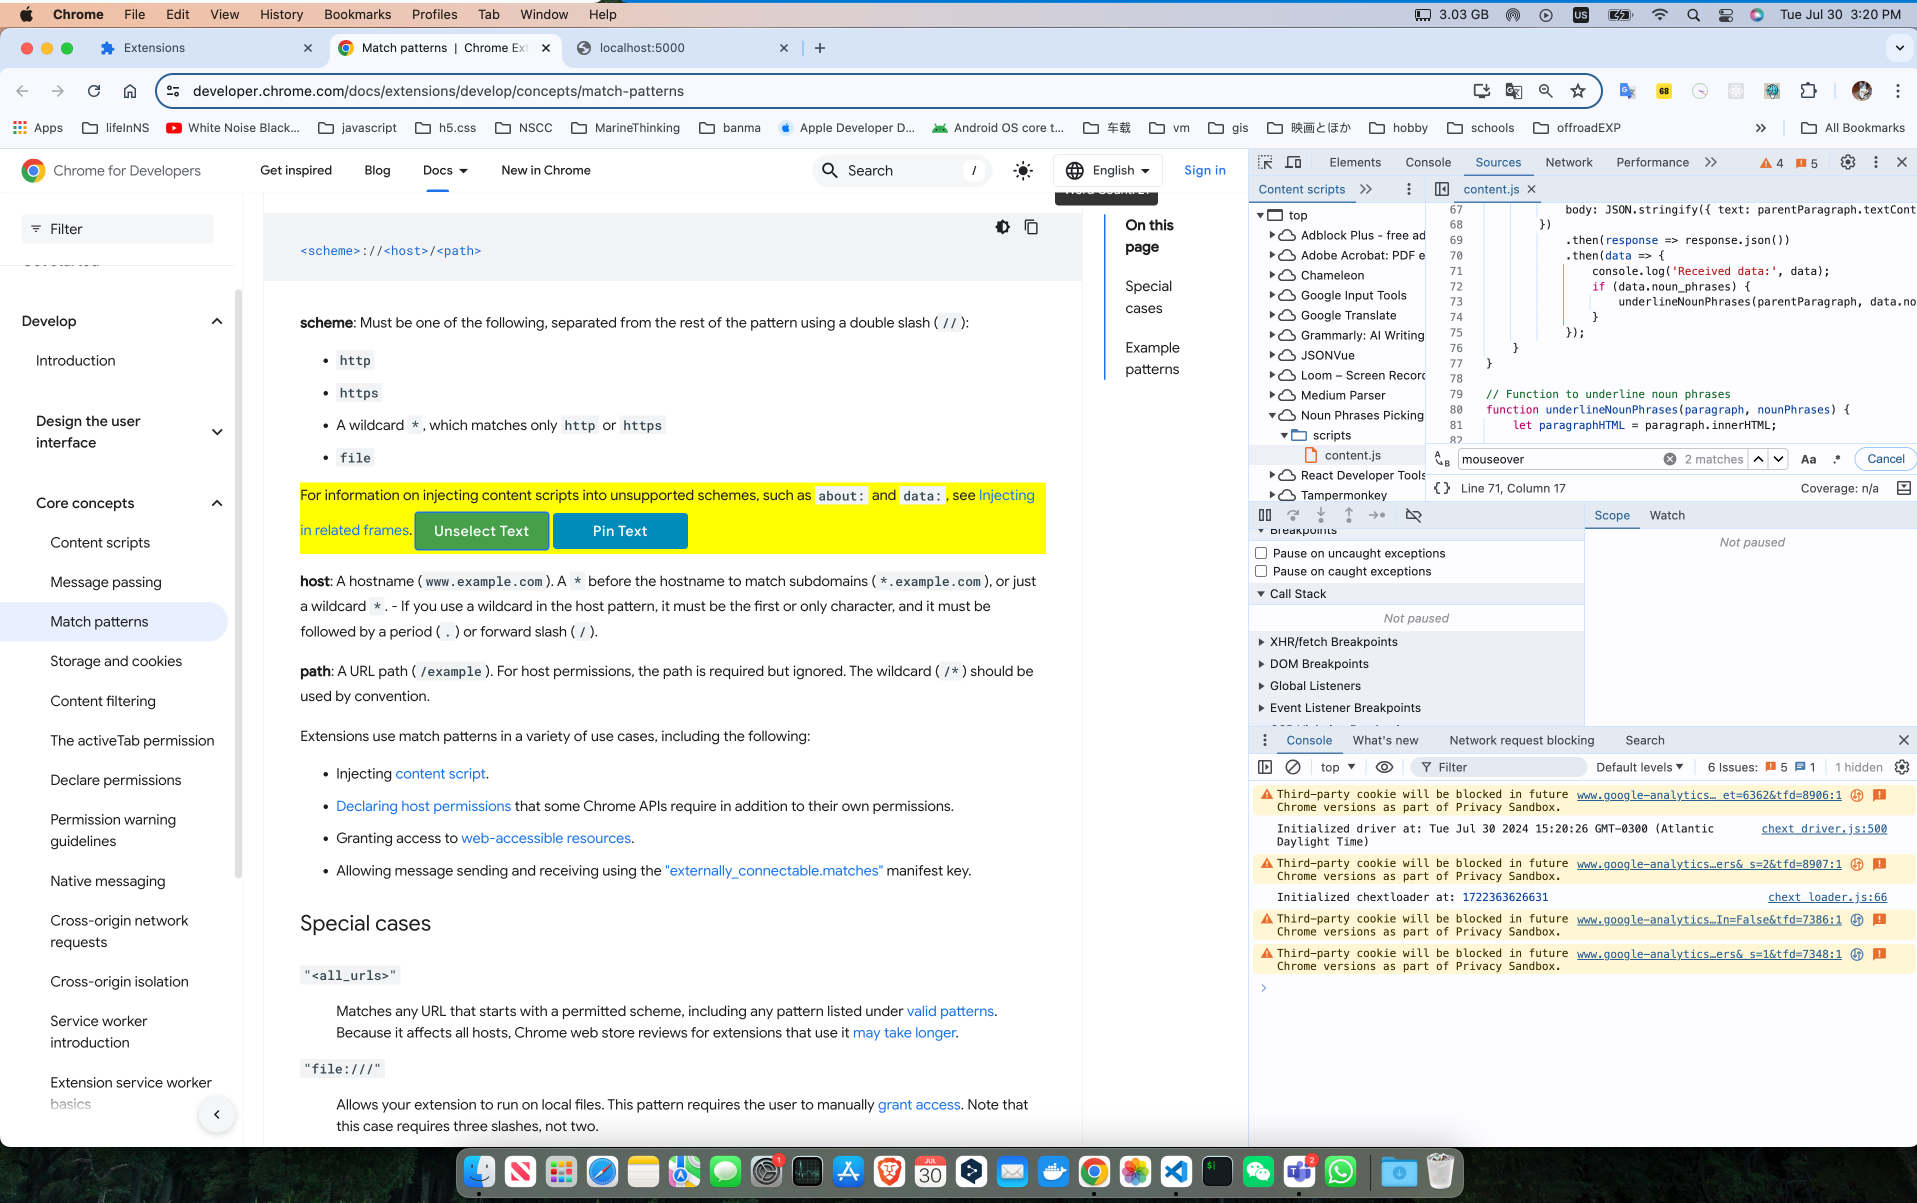 Chrome File Edit View History Bookmarks Profiles Tab Window Help 3.03 GB US Tue Jul 30 3:20 PM
Extensions Match patterns | Chrome Ext localhost:5000
developer.chrome.com/docs/extensions/develop/concepts/match-patterns 68
Apps lifeInNS White Noise Black... javascript h5.css NSCC MarineThinking banma Apple Developer D... Android OS core t... 车载 vm gis 映画とほか hobby schools offroadEXP All Bookmarks
Chrome for Developers Get inspired Blog Docs New in Chrome Search / English Sign in
Filter
Develop
Introduction
Design the user
interface
Core concepts
Content scripts
Message passing
Match patterns
Storage and cookies
Content filtering
The activeTab permission
Declare permissions
Permission warning
guidelines
Native messaging
Cross-origin network
requests
Cross-origin isolation
Service worker
introduction
Extension service worker
basics
<scheme>://<host>/<path>
scheme: Must be one of the following, separated from the rest of the pattern using a double slash ( // ):
• http
• https
• A wildcard *, which matches only http or https
• file
For information on injecting content scripts into unsupported schemes, such as about: and data:, see Injecting
in related frames. Unselect Text Pin Text
host: A hostname ( www.example.com ). A * before the hostname to match subdomains ( *.example.com ), or just
a wildcard *. - If you use a wildcard in the host pattern, it must be the first or only character, and it must be
followed by a period ( . ) or forward slash ( / ).
path: A URL path ( /example ). For host permissions, the path is required but ignored. The wildcard ( /* ) should be
used by convention.
Extensions use match patterns in a variety of use cases, including the following:
• Injecting content script.
• Declaring host permissions that some Chrome APIs require in addition to their own permissions.
• Granting access to web-accessible resources.
• Allowing message sending and receiving using the "externally_connectable.matches" manifest key.
Special cases
"<all_urls>"
Matches any URL that starts with a permitted scheme, including any pattern listed under valid patterns.
Because it affects all hosts, Chrome web store reviews for extensions that use it may take longer.
"file:///"
Allows your extension to run on local files. This pattern requires the user to manually grant access. Note that
this case requires three slashes, not two.
On this
page
Special
cases
Example
patterns
Elements Console Sources Network Performance 4 5
Content scripts content.js
top
Adblock Plus - free ad
Adobe Acrobat: PDF e
Chameleon
Google Input Tools
Google Translate
Grammarly: AI Writing
JSONVue
Loom – Screen Record
Medium Parser
Noun Phrases Picking
scripts
content.js
React Developer Tools
Tampermonkey
67 body: JSON.stringify({ text: parentParagraph.textCont
68 })
69 .then(response => response.json())
70 .then(data => {
71 console.log('Received data:', data);
72 if (data.noun_phrases) {
73 underlineNounPhrases(parentParagraph, data.no
74 }
75 });
76 }
77 }
78
79 // Function to underline noun phrases
80 function underlineNounPhrases(paragraph, nounPhrases) {
81 let paragraphHTML = paragraph.innerHTML;
82
mouseover 2 matches Aa .* Cancel
{} Line 71, Column 17 Coverage: n/a
Breakpoints
Pause on uncaught exceptions
Pause on caught exceptions
Call Stack
Not paused
XHR/fetch Breakpoints
DOM Breakpoints
Global Listeners
Event Listener Breakpoints
Scope Watch
Not paused
Console What's new Network request blocking Search
top Filter Default levels 6 Issues: 5 1 1 hidden
Third-party cookie will be blocked in future www.google-analytics…_et=6362&tfd=8906:1
Chrome versions as part of Privacy Sandbox.
Initialized driver at: Tue Jul 30 2024 15:20:26 GMT-0300 (Atlantic chext_driver.js:500
Daylight Time)
Third-party cookie will be blocked in future www.google-analytics…ers&_s=2&tfd=8907:1
Chrome versions as part of Privacy Sandbox.
Initialized chextloader at: 1722363626631 chext_loader.js:66
Third-party cookie will be blocked in future www.google-analytics…In=False&tfd=7386:1
Chrome versions as part of Privacy Sandbox.
Third-party cookie will be blocked in future www.google-analytics…ers&_s=1&tfd=7348:1
Chrome versions as part of Privacy Sandbox.
1 JUL 30 2